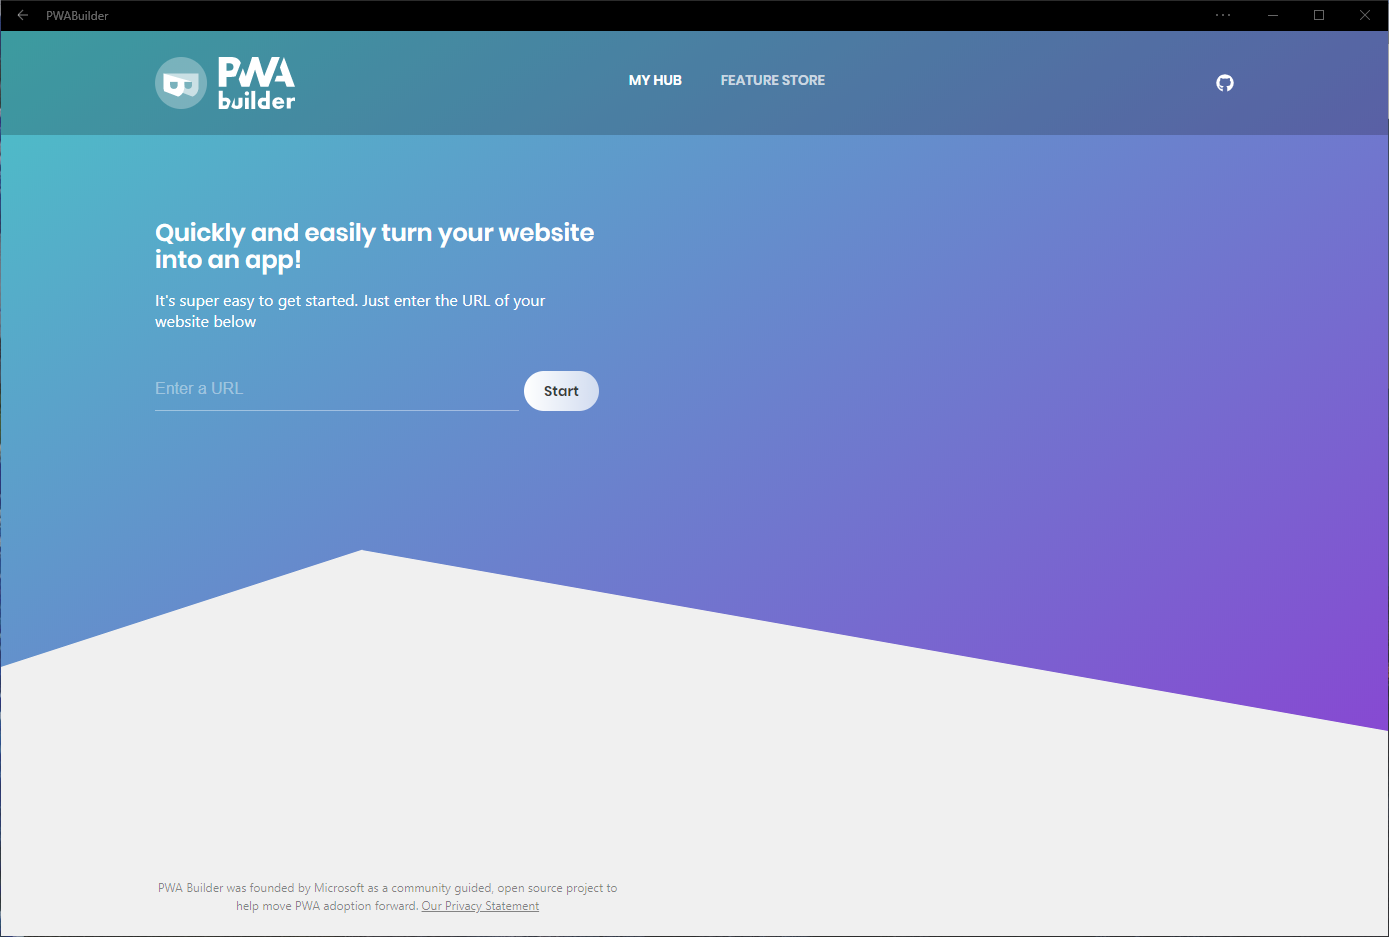 PWABuilder
PWA
builder
MY HUB
FEATURE STORE
Quickly and easily turn your website
into an app!
It's super easy to get started. Just enter the URL of your
website below
Enter a URL
Start
PWA Builder was founded by Microsoft as a community guided, open source project to
help move PWA adoption forward. Our Privacy Statement